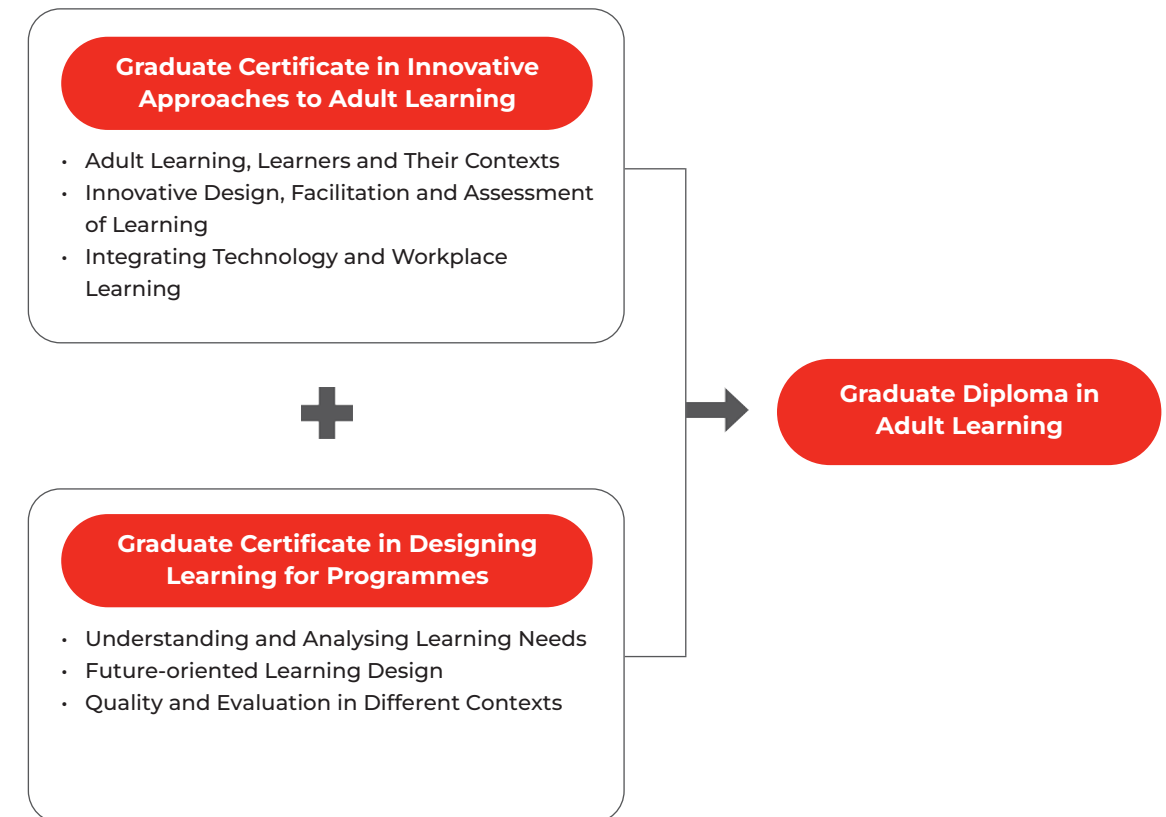 Graduate Certificate in Innovative
Approaches to Adult Learning
• Adult Learning, Learners and Their Contexts
• Innovative Design, Facilitation and Assessment
of Learning
• Integrating Technology and Workplace
Learning
Graduate Certificate in Designing
Learning for Programmes
• Understanding and Analysing Learning Needs
• Future-oriented Learning Design
• Quality and Evaluation in Different Contexts
Graduate Diploma in
Adult Learning